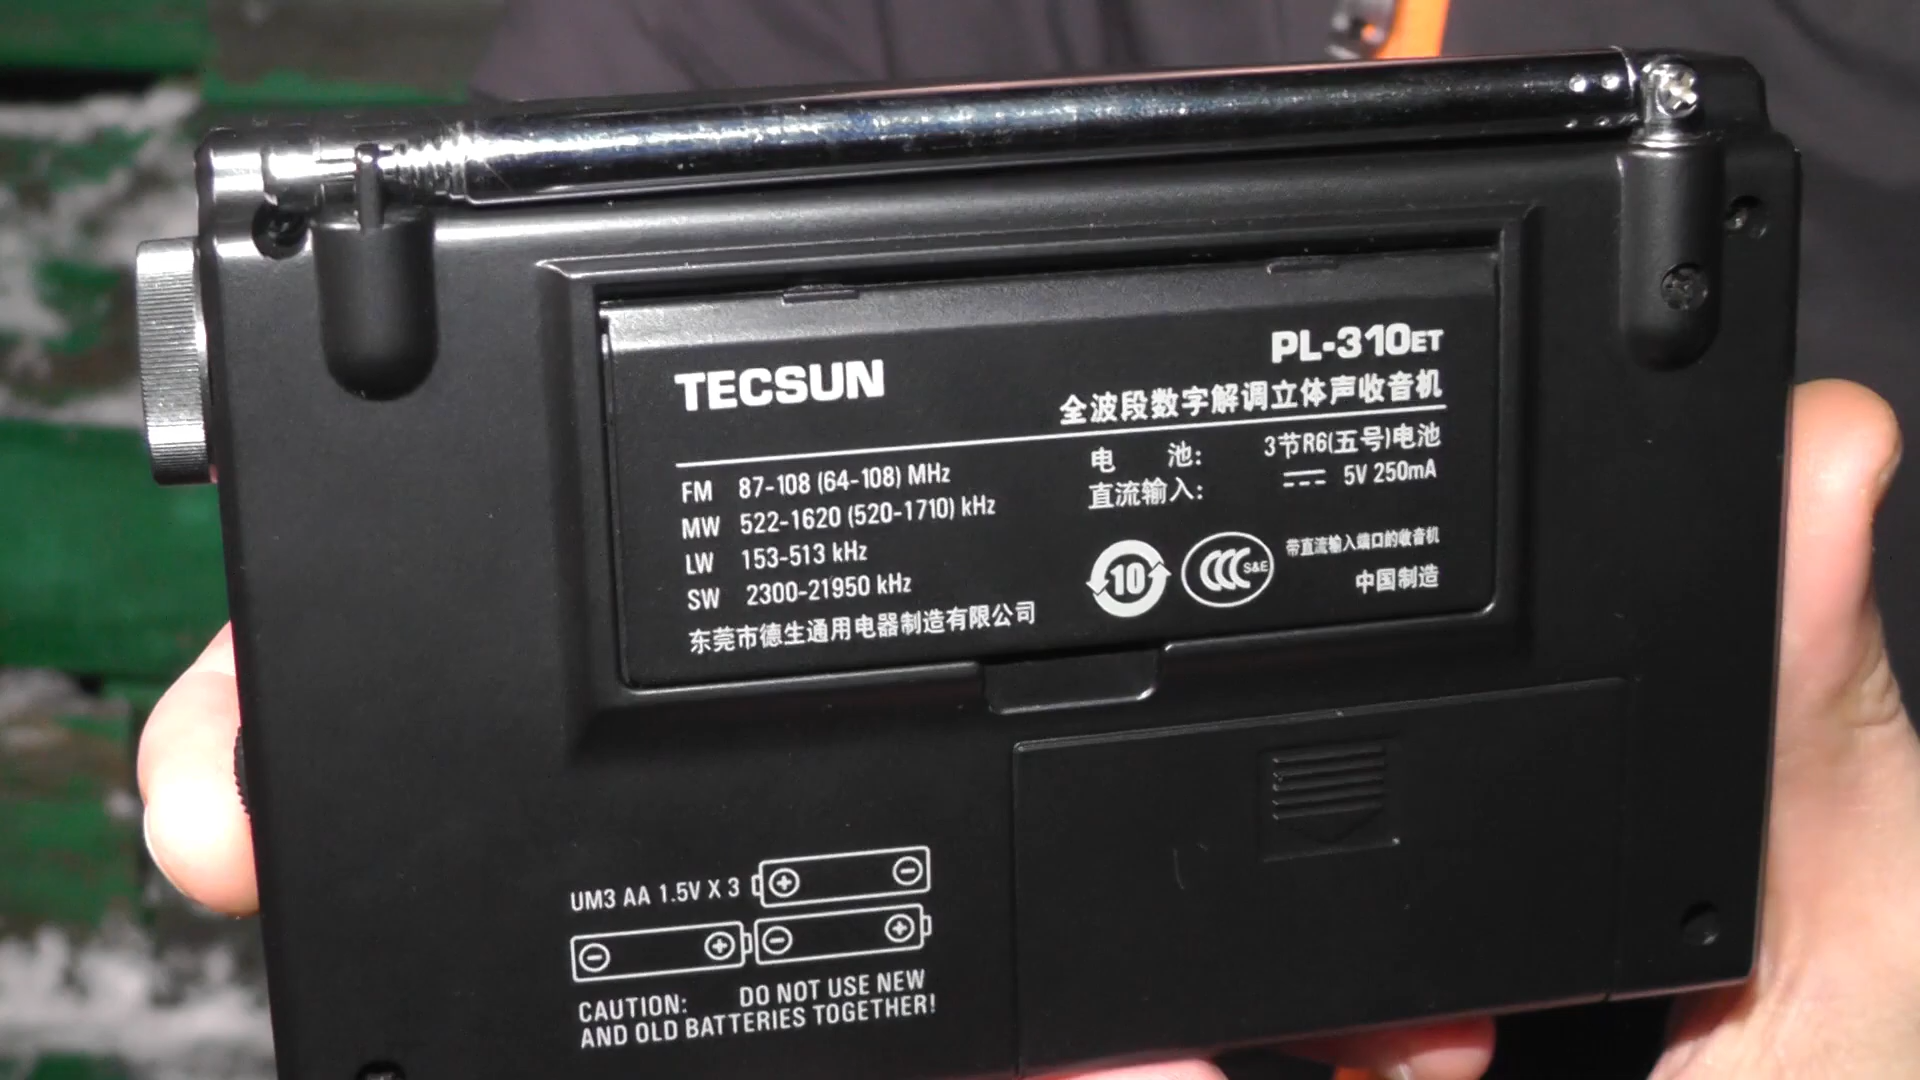 TECSUN
PL-310ET
全波段数字解调立体声收音机
FM 87-108 (64-108) MHz
MW 522-1620 (520-1710) kHz
LW 153-513 kHz
SW 2300-21950 kHz
东莞市德生通用电器制造有限公司
电 池: 3节R6(五号)电池
直流输入: 5V 250mA
10
CCC S&E
带直流输入端口的收音机
中国制造
UM3 AA 1.5V X 3
CAUTION: DO NOT USE NEW
AND OLD BATTERIES TOGETHER!